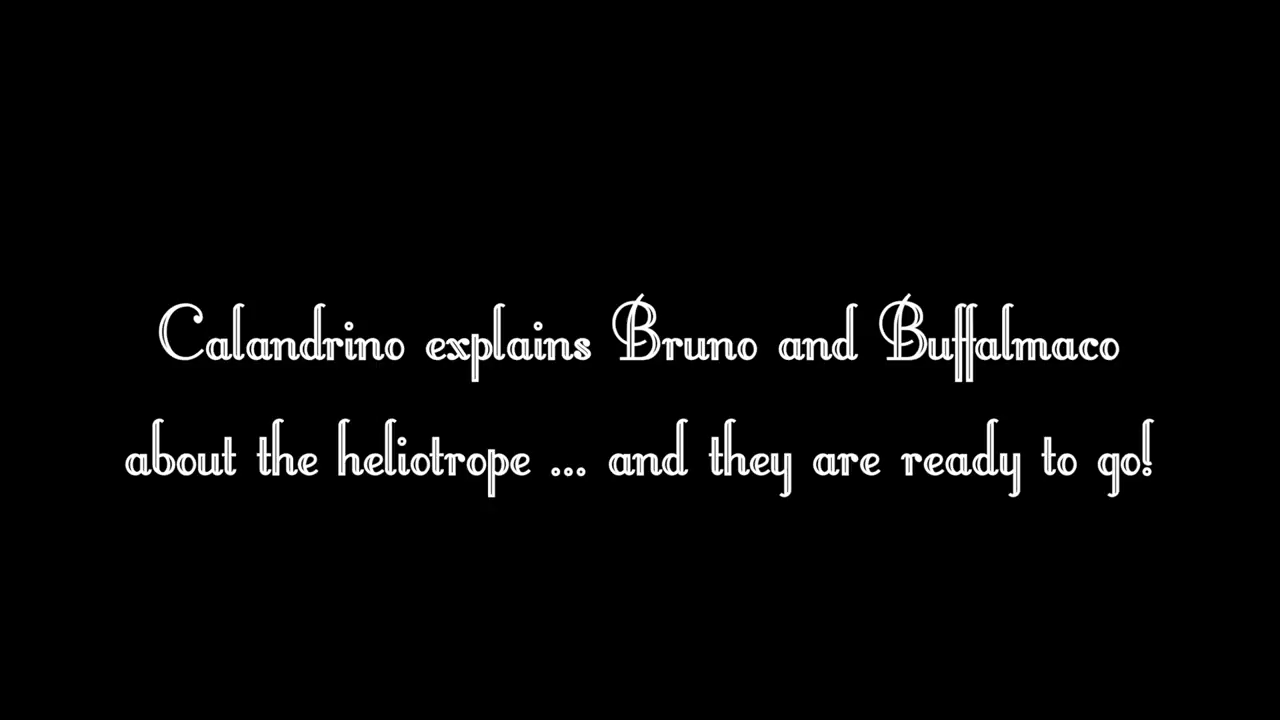 Calandrino explains Bruno and Buffalmaco
about the heliotrope ... and they are ready to go!